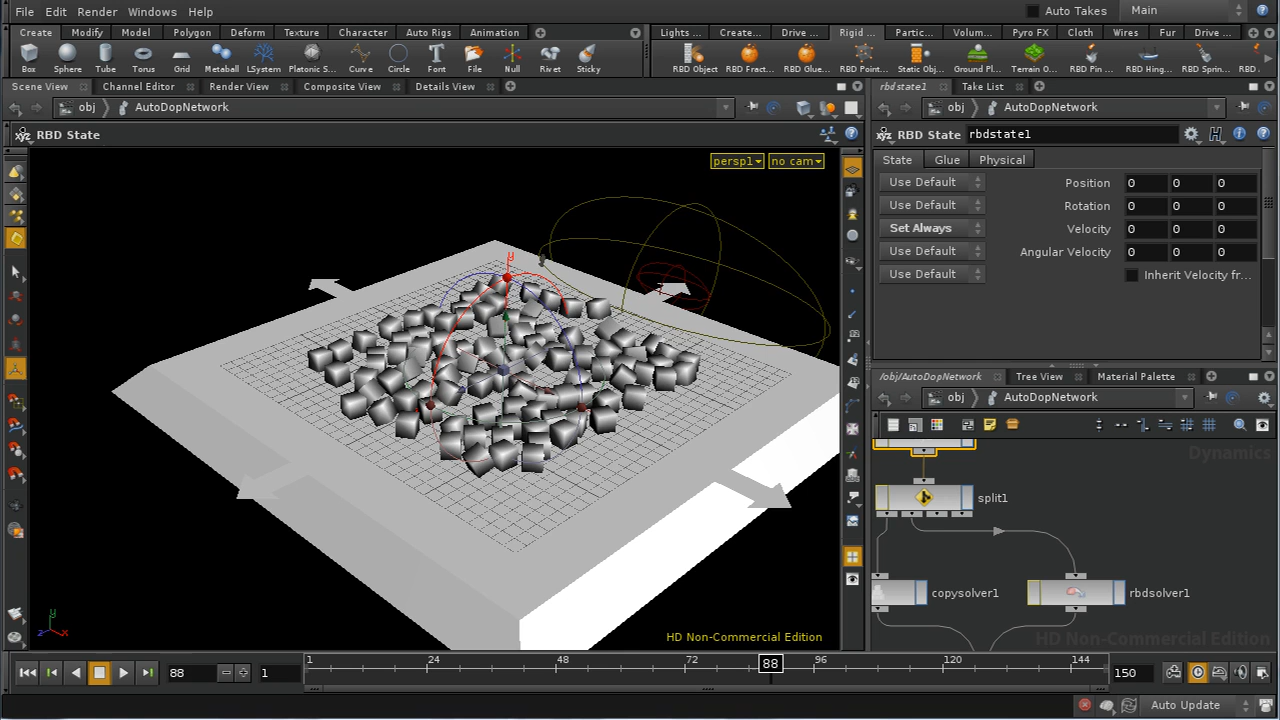 File Edit Render Windows Help Auto Takes Main
Create Modify Model Polygon Deform Texture Character Auto Rigs Animation Lights ... Create... Drive ... Rigid ... Partic... Volum... Pyro FX Cloth Wires Fur Drive ...
Box Sphere Tube Torus Grid Metaball LSystem Platonic S... Curve Circle Font File Null Rivet Sticky RBD Object RBD Fract... RBD Glue... RBD Point... Static Obj... Ground Pl... Terrain O... RBD Pin ... RBD Hing... RBD Sprin... RBD.
Scene View Channel Editor Render View Composite View Details View rbdstate1 Take List
obj AutoDopNetwork obj AutoDopNetwork
RBD State RBD State rbdstate1
persp1 no cam
State Glue Physical
Use Default Position 0 0 0
Use Default Rotation 0 0 0
Set Always Velocity 0 0 0
Use Default Angular Velocity 0 0 0
Use Default Inherit Velocity fr...
y
/obj/AutoDopNetwork Tree View Material Palette
obj AutoDopNetwork
Dynamics
split1
copysolver1 rbdsolver1
y
z x
HD Non-Commercial Edition
HD Non-Commercial Edition
88 1 1 24 48 72 88 96 120 144 150
Auto Update